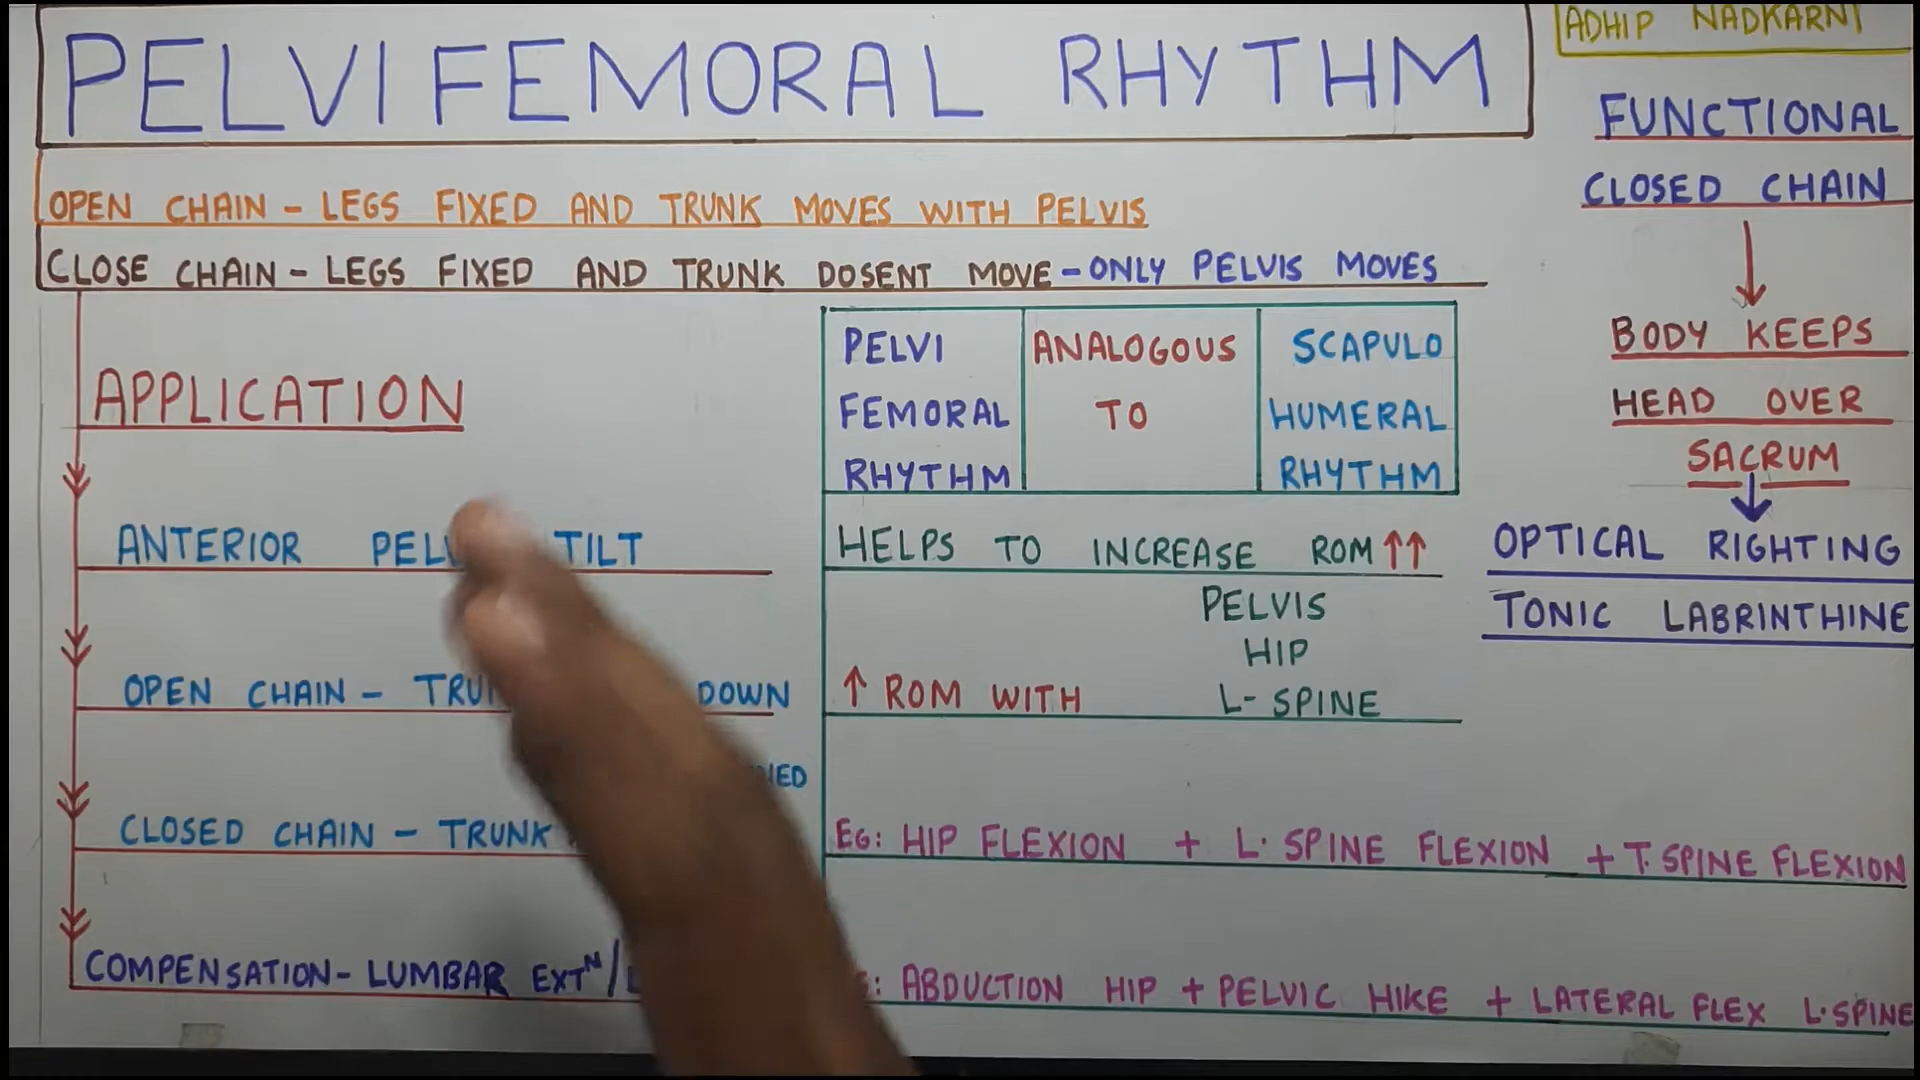 PELVIFEMORAL RHYTHM
OPEN CHAIN - LEGS FIXED AND TRUNK MOVES WITH PELVIS
CLOSE CHAIN - LEGS FIXED AND TRUNK DOSENT MOVE - ONLY PELVIS MOVES
APPLICATION
ANTERIOR TILT
OPEN CHAIN - DOWN
CLOSED CHAIN - TRUNK
COMPENSATION - LUMBAR EXTN/
PELVI
FEMORAL
RHYTHM
ANALOGOUS
TO
SCAPULO
HUMERAL
RHYTHM
HELPS TO INCREASE ROM ↑↑
PELVIS
HIP
↑ ROM WITH L- SPINE
EG: HIP FLEXION + L. SPINE FLEXION + T. SPINE FLEXION
ABDUCTION HIP + PELVIC HIKE + LATERAL FLEX L.SPINE
ADHIP NADKARNI
FUNCTIONAL
CLOSED CHAIN
BODY KEEPS
HEAD OVER
SACRUM
OPTICAL RIGHTING
TONIC LABRINTHINE